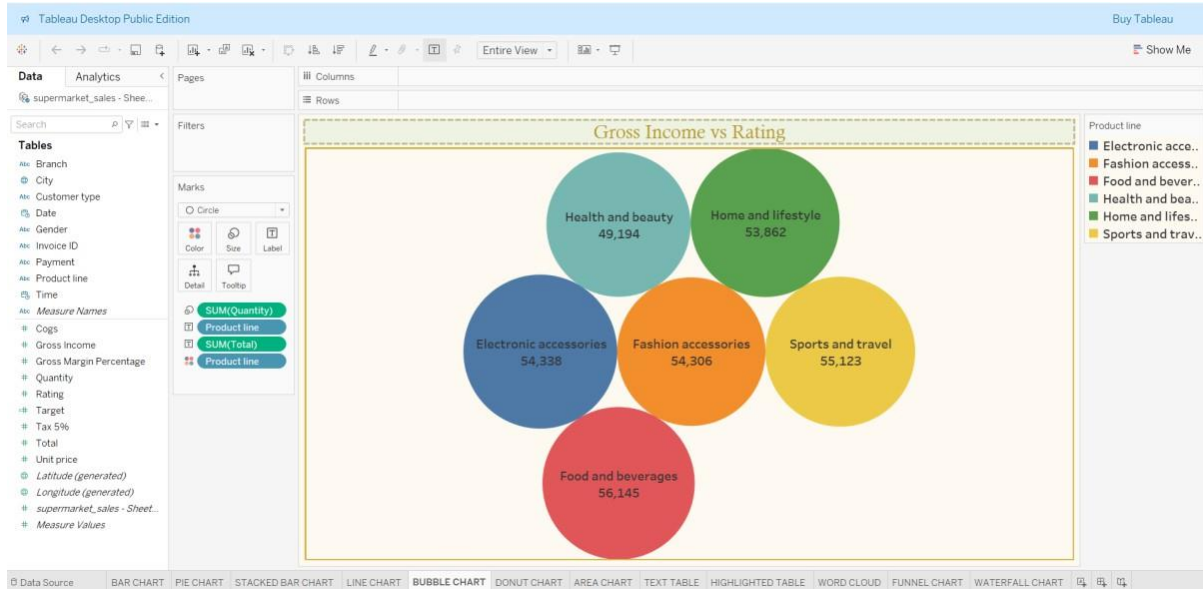 Tableau Desktop Public Edition
Buy Tableau
Entire View
Show Me
Data
Analytics
supermarket_sales - Shee...
Search
Tables
Abc Branch
City
Abc Customer type
Date
Abc Gender
Abc Invoice ID
Abc Payment
Abc Product line
Time
Abc Measure Names
# Cogs
# Gross Income
# Gross Margin Percentage
# Quantity
# Rating
=# Target
# Tax 5%
# Total
# Unit price
Latitude (generated)
Longitude (generated)
# supermarket_sales - Sheet...
# Measure Values
Pages
Filters
Marks
Circle
Color
Size
Label
Detail
Tooltip
SUM(Quantity)
Product line
SUM(Total)
Product line
Columns
Rows
Gross Income vs Rating
Health and beauty
49,194
Home and lifestyle
53,862
Electronic accessories
54,338
Fashion accessories
54,306
Sports and travel
55,123
Food and beverages
56,145
Product line
Electronic acce..
Fashion access..
Food and bever..
Health and bea..
Home and lifes..
Sports and trav..
Data Source
BAR CHART
PIE CHART
STACKED BAR CHART
LINE CHART
BUBBLE CHART
DONUT CHART
AREA CHART
TEXT TABLE
HIGHLIGHTED TABLE
WORD CLOUD
FUNNEL CHART
WATERFALL CHART